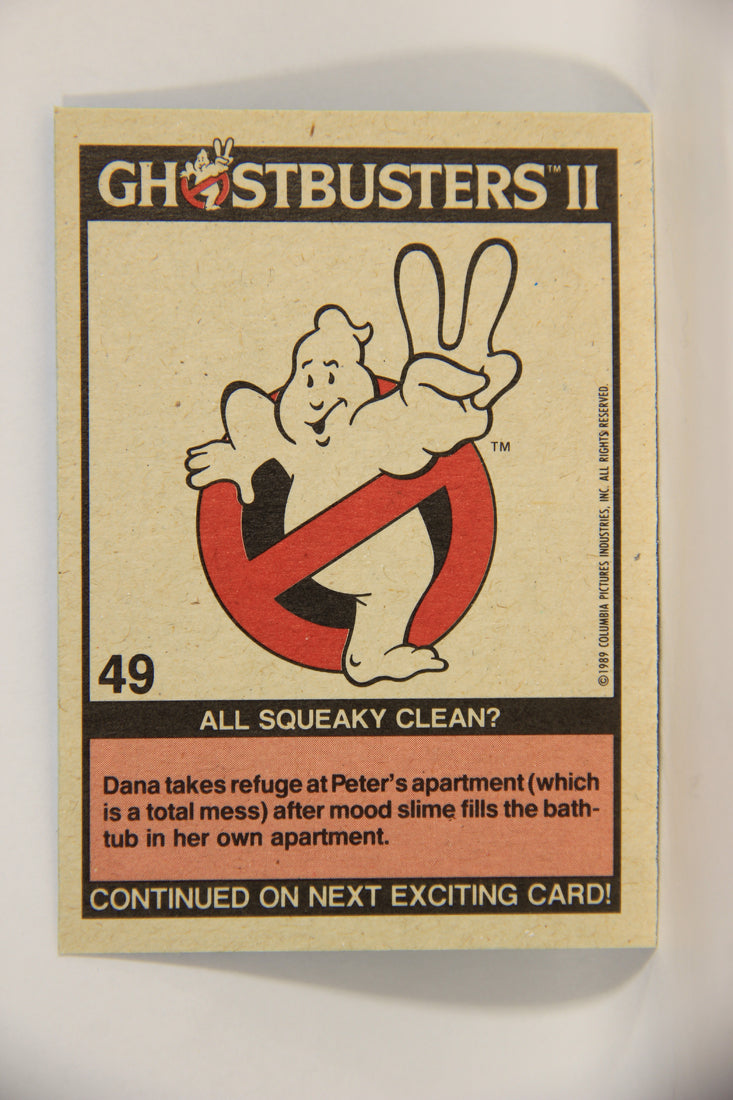 GHOSTBUSTERS™ II
TM
©1989 COLUMBIA PICTURES INDUSTRIES, INC. ALL RIGHTS RESERVED.
49
ALL SQUEAKY CLEAN?
Dana takes refuge at Peter's apartment (which
is a total mess) after mood slime fills the bath-
tub in her own apartment.
CONTINUED ON NEXT EXCITING CARD!